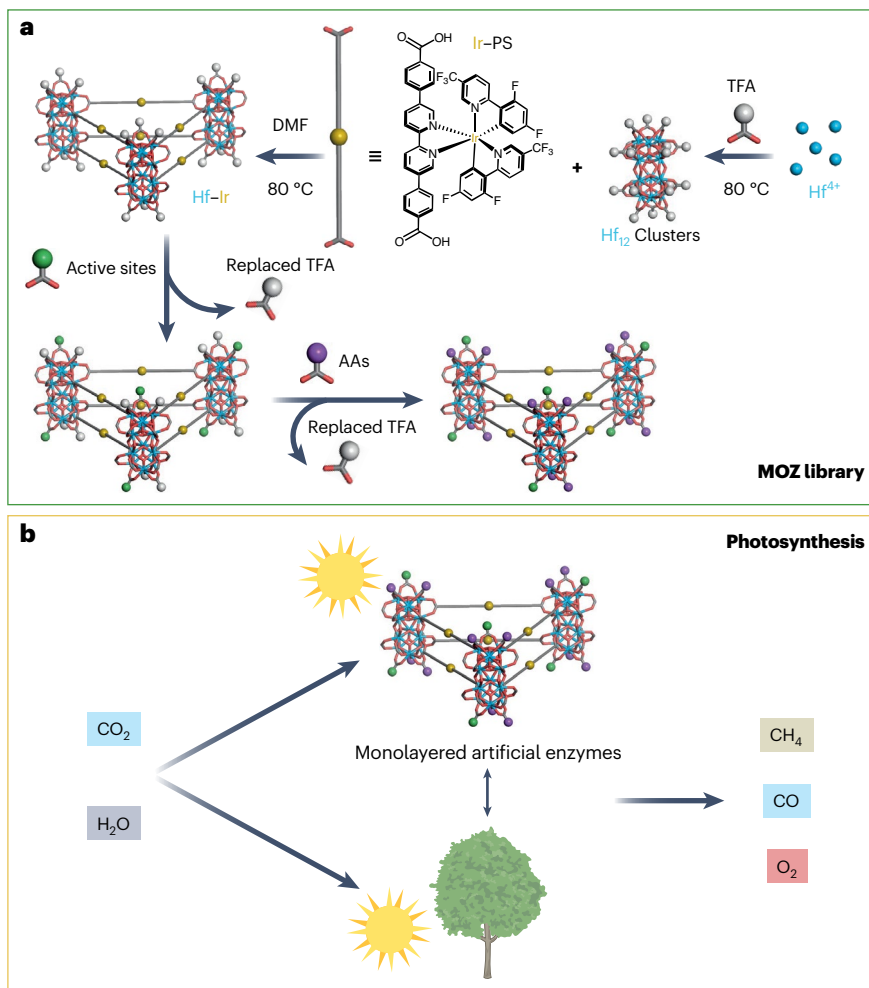 a
Ir–PS
TFA
DMF
80 °C
≡
O
OH
F3C
F
N
N
Ir
N
N
F
CF3
F
F
O
OH
+
80 °C
Hf4+
Hf–Ir
Hf12 Clusters
Active sites
Replaced TFA
AAs
Replaced TFA
MOZ library
b
Photosynthesis
CO2
H2O
Monolayered artificial enzymes
CH4
CO
O2